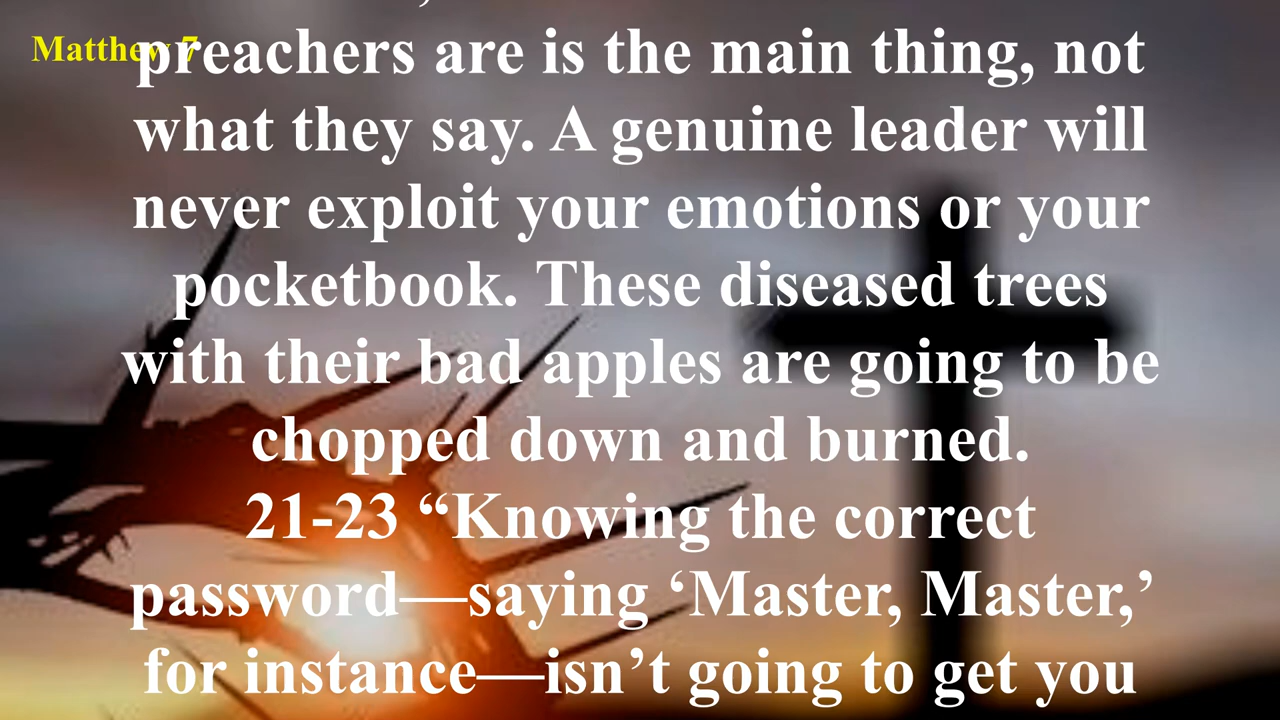 Matthew 7
preachers are is the main thing, not
what they say. A genuine leader will
never exploit your emotions or your
pocketbook. These diseased trees
with their bad apples are going to be
chopped down and burned.
21-23 “Knowing the correct
password—saying ‘Master, Master,’
for instance—isn’t going to get you